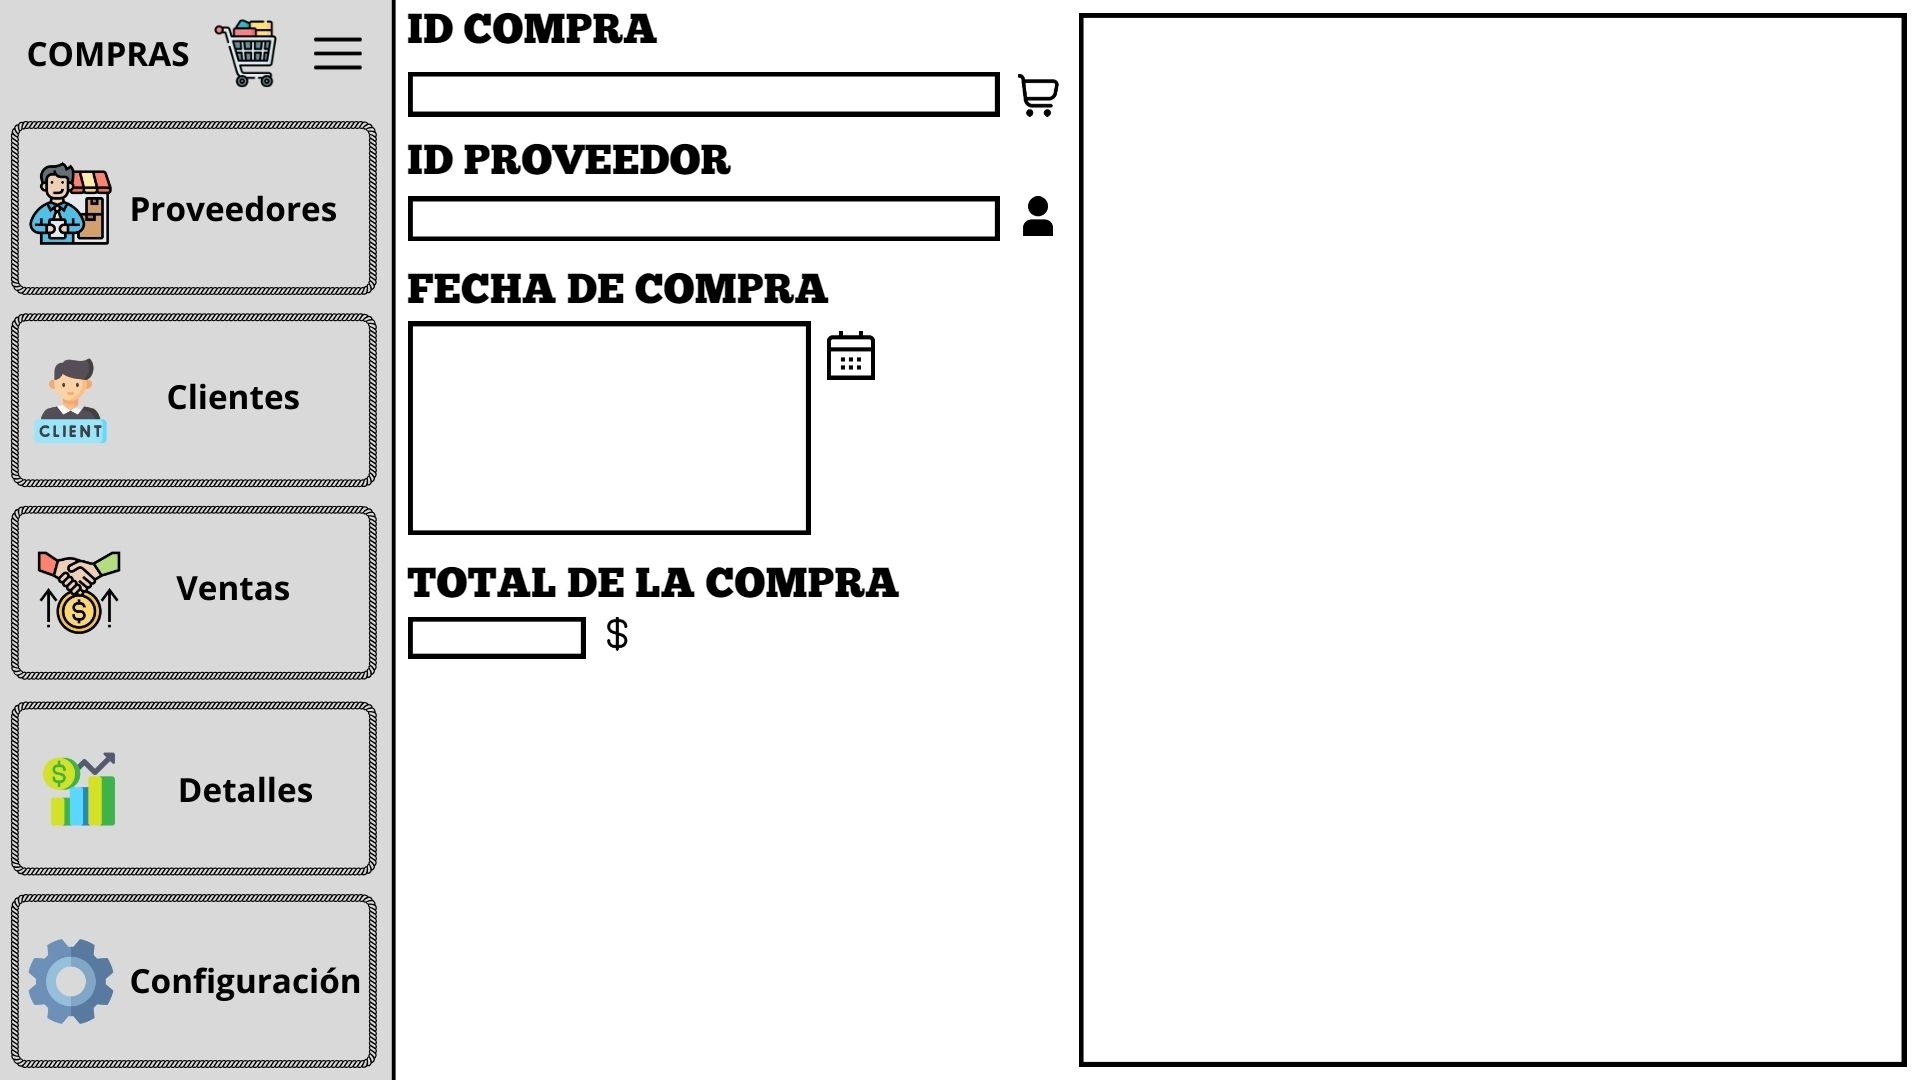 COMPRAS
Proveedores
Clientes
CLIENT
Ventas
$
Detalles
$
Configuración
ID COMPRA
ID PROVEEDOR
FECHA DE COMPRA
TOTAL DE LA COMPRA
$